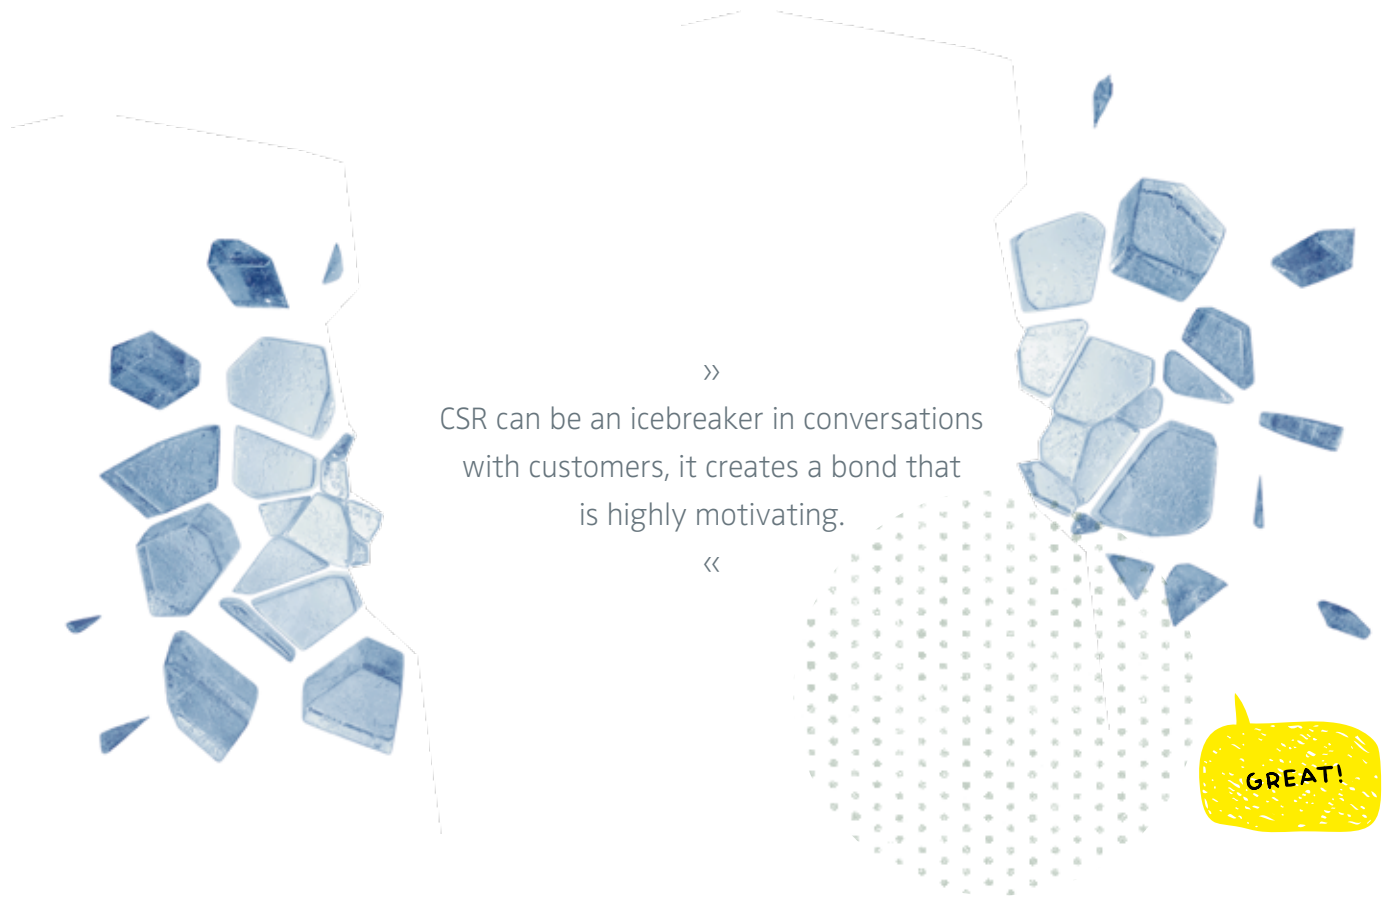 »
CSR can be an icebreaker in conversations
with customers, it creates a bond that
is highly motivating.
«
GREAT!